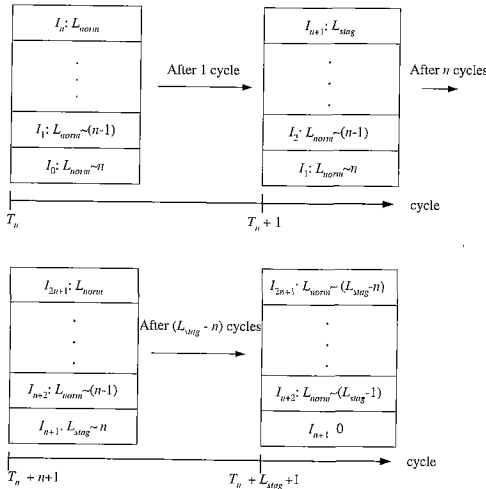 I_n: L_norm
I_1: L_norm~(n-1)
I_0: L_norm~n
After 1 cycle
I_{n+1}: L_stag
I_2: L_norm~(n-1)
I_1: L_norm~n
After n cycles
T_n
T_n + 1
cycle
I_{2n+1}: L_norm
I_{n+2}: L_norm~(n-1)
I_{n+1}. L_stag~n
After (L_stag - n) cycles
I_{2n+1}: L_norm~(L_stag-n)
I_{n+2}: L_norm~(L_stag-1)
I_{n+1} 0
T_n + n+1
T_n + L_stag+1
cycle